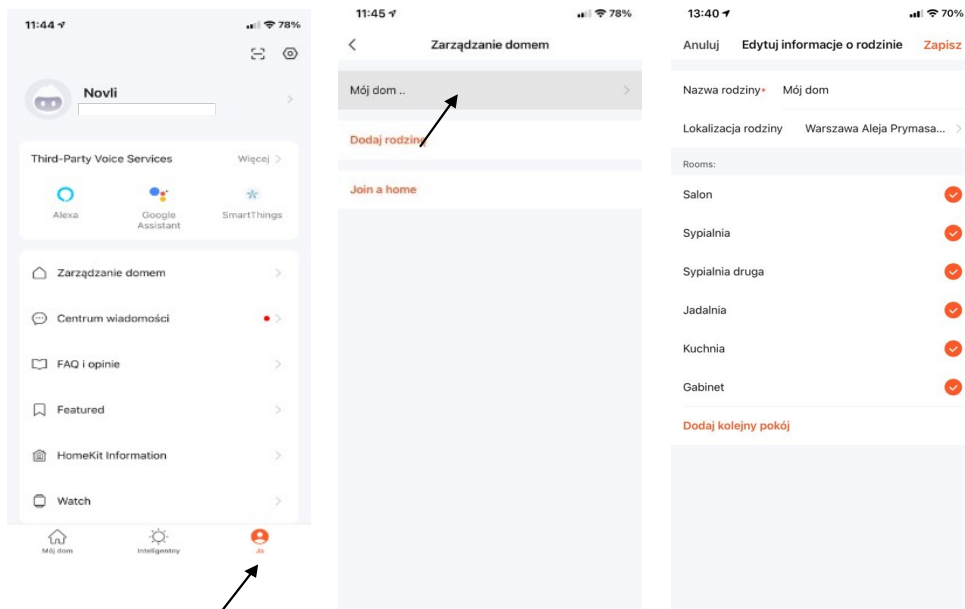 11:44
78%
Novli
Third-Party Voice Services
Więcej
Alexa
Google
Assistant
SmartThings
Zarządzanie domem
Centrum wiadomości
FAQ i opinie
Featured
HomeKit Information
Watch
Mój dom
Inteligentny
Ja
11:45
78%
Zarządzanie domem
Mój dom ..
Dodaj rodzinę
Join a home
13:40
70%
Anuluj
Edytuj informacje o rodzinie
Zapisz
Nazwa rodziny* Mój dom
Lokalizacja rodziny Warszawa Aleja Prymasa...
Rooms:
Salon
Sypialnia
Sypialnia druga
Jadalnia
Kuchnia
Gabinet
Dodaj kolejny pokój